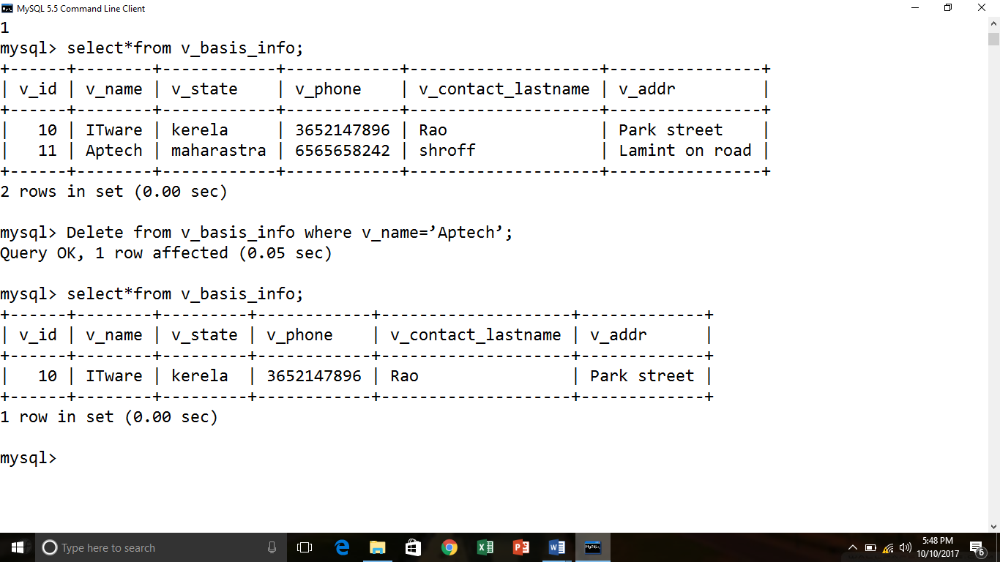 MySQL 5.5 Command Line Client
1
mysql> select*from v_basis_info;
+------+--------+------------+------------+--------------------+----------------+
| v_id | v_name | v_state    | v_phone    | v_contact_lastname | v_addr         |
+------+--------+------------+------------+--------------------+----------------+
|   10 | ITware | kerela     | 3652147896 | Rao                | Park street    |
|   11 | Aptech | maharastra | 6565658242 | shroff             | Lamint on road |
+------+--------+------------+------------+--------------------+----------------+
2 rows in set (0.00 sec)
mysql> Delete from v_basis_info where v_name=’Aptech’;
Query OK, 1 row affected (0.05 sec)
mysql> select*from v_basis_info;
+------+--------+---------+------------+--------------------+-------------+
| v_id | v_name | v_state | v_phone    | v_contact_lastname | v_addr      |
+------+--------+---------+------------+--------------------+-------------+
|   10 | ITware | kerela  | 3652147896 | Rao                | Park street |
+------+--------+---------+------------+--------------------+-------------+
1 row in set (0.00 sec)
mysql>
Type here to search
5:48 PM
10/10/2017
6